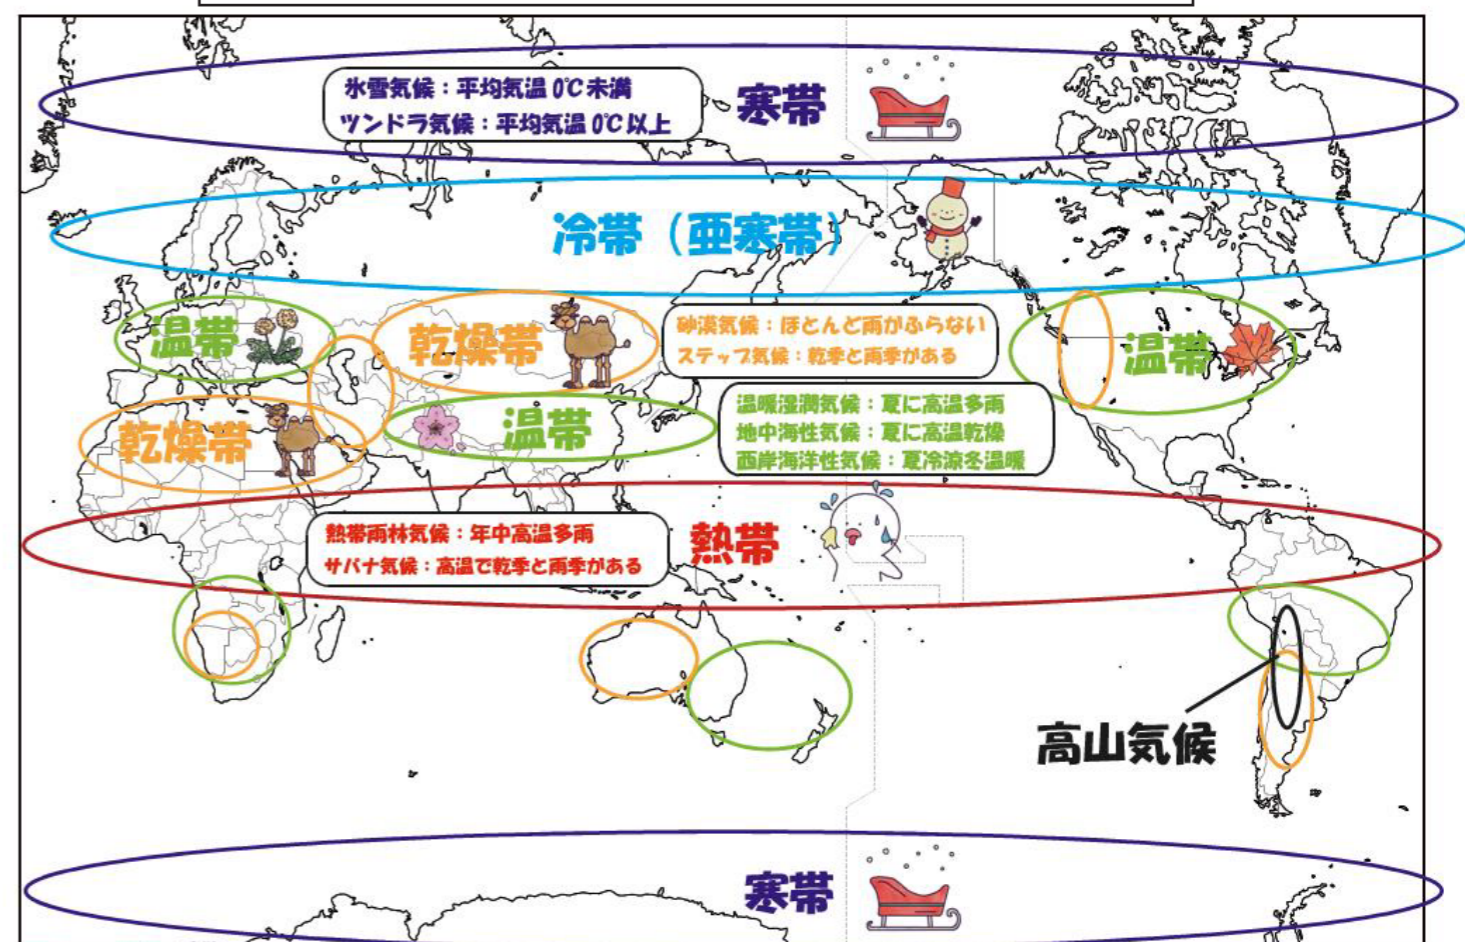 氷雪気候：平均気温0℃未満
ツンドラ気候：平均気温0℃以上
寒帯
冷帯（亜寒帯）
温帯
乾燥帯
砂漠気候：ほとんど雨がふらない
ステップ気候：乾季と雨季がある
温帯
乾燥帯
温帯
温暖湿潤気候：夏に高温多雨
地中海性気候：夏に高温乾燥
西岸海洋性気候：夏冷涼冬温暖
熱帯雨林気候：年中高温多雨
サバナ気候：高温で乾季と雨季がある
熱帯
高山気候
寒帯